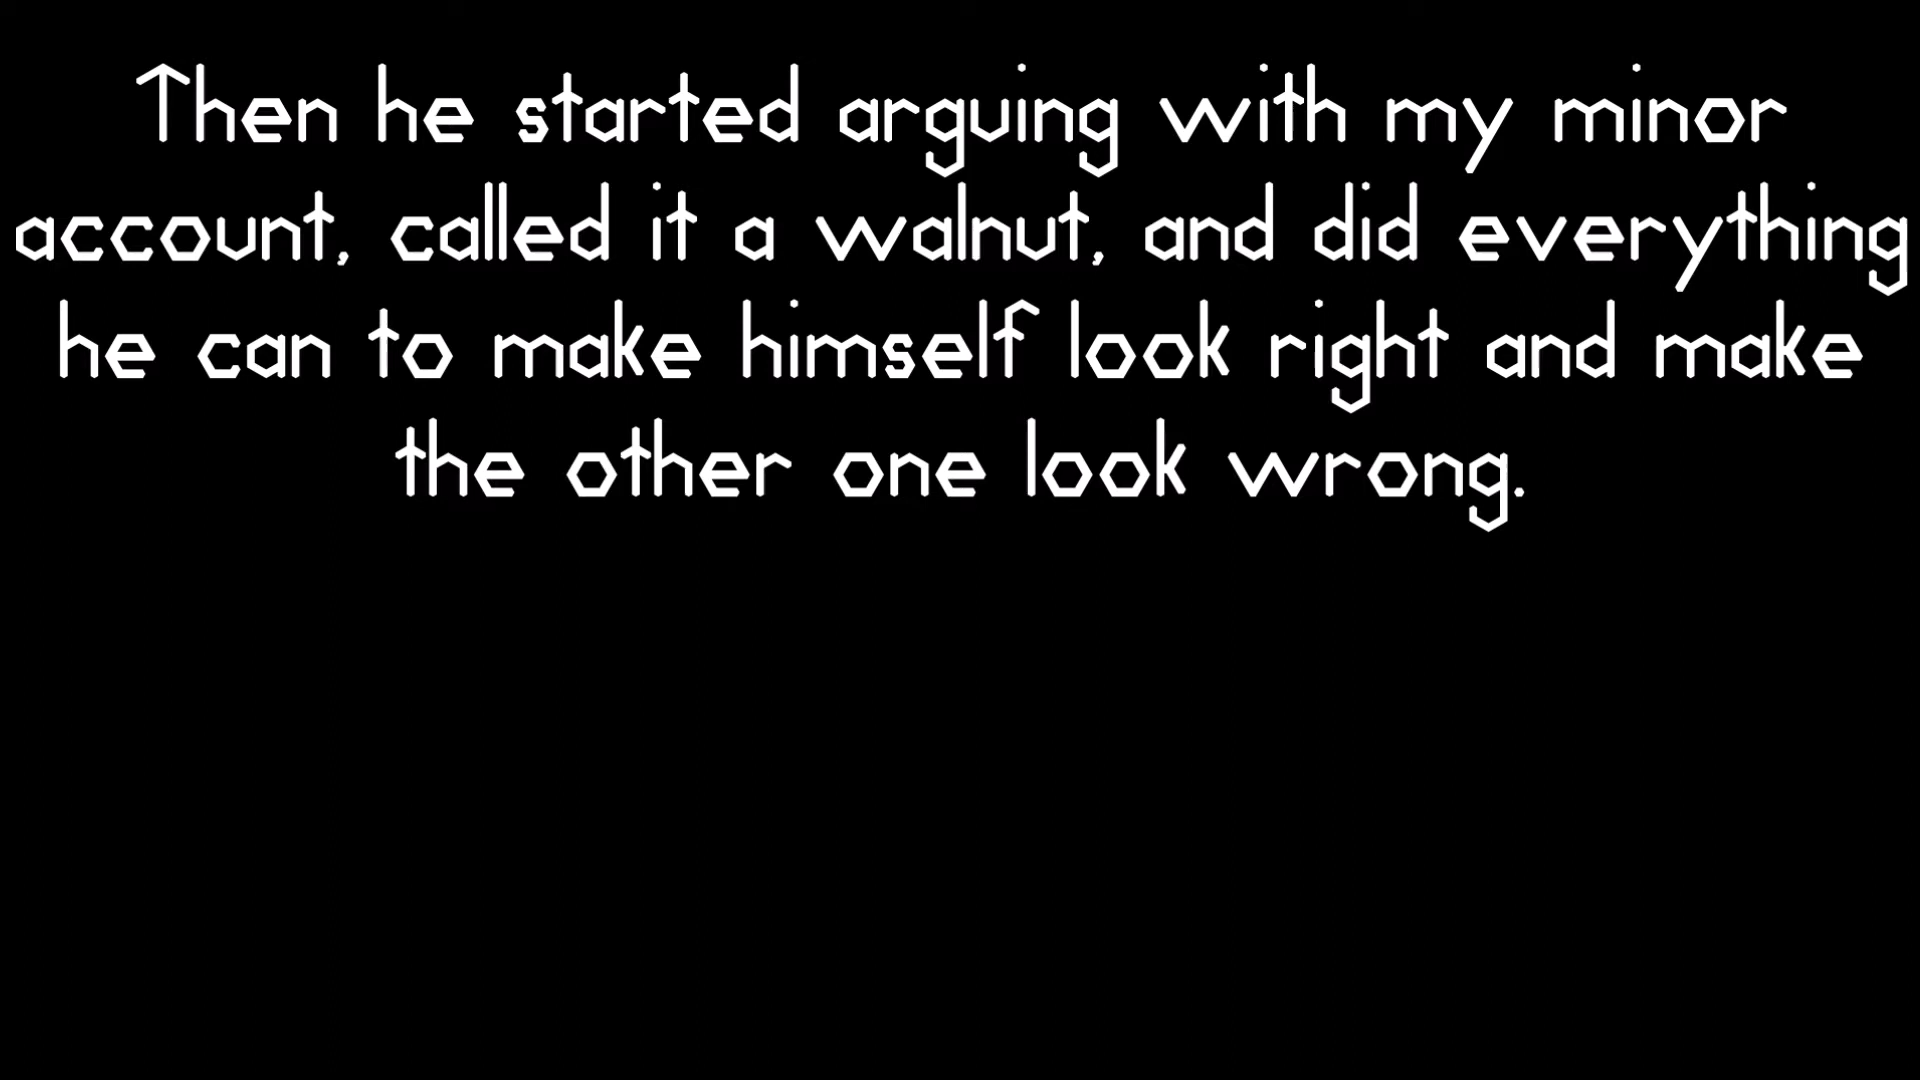 Then he started arguing with my minor
account, called it a walnut, and did everything
he can to make himself look right and make
the other one look wrong.